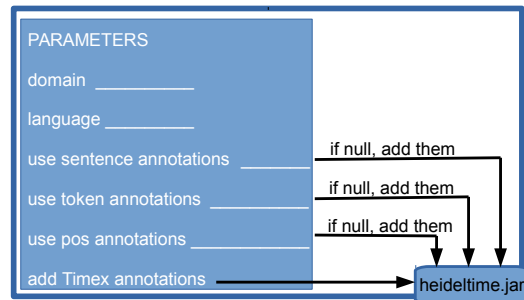 PARAMETERS
domain __________
language _________
use sentence annotations _______ if null, add them
use token annotations __________ if null, add them
use pos annotations ____________ if null, add them
add Timex annotations
heideltime.jar